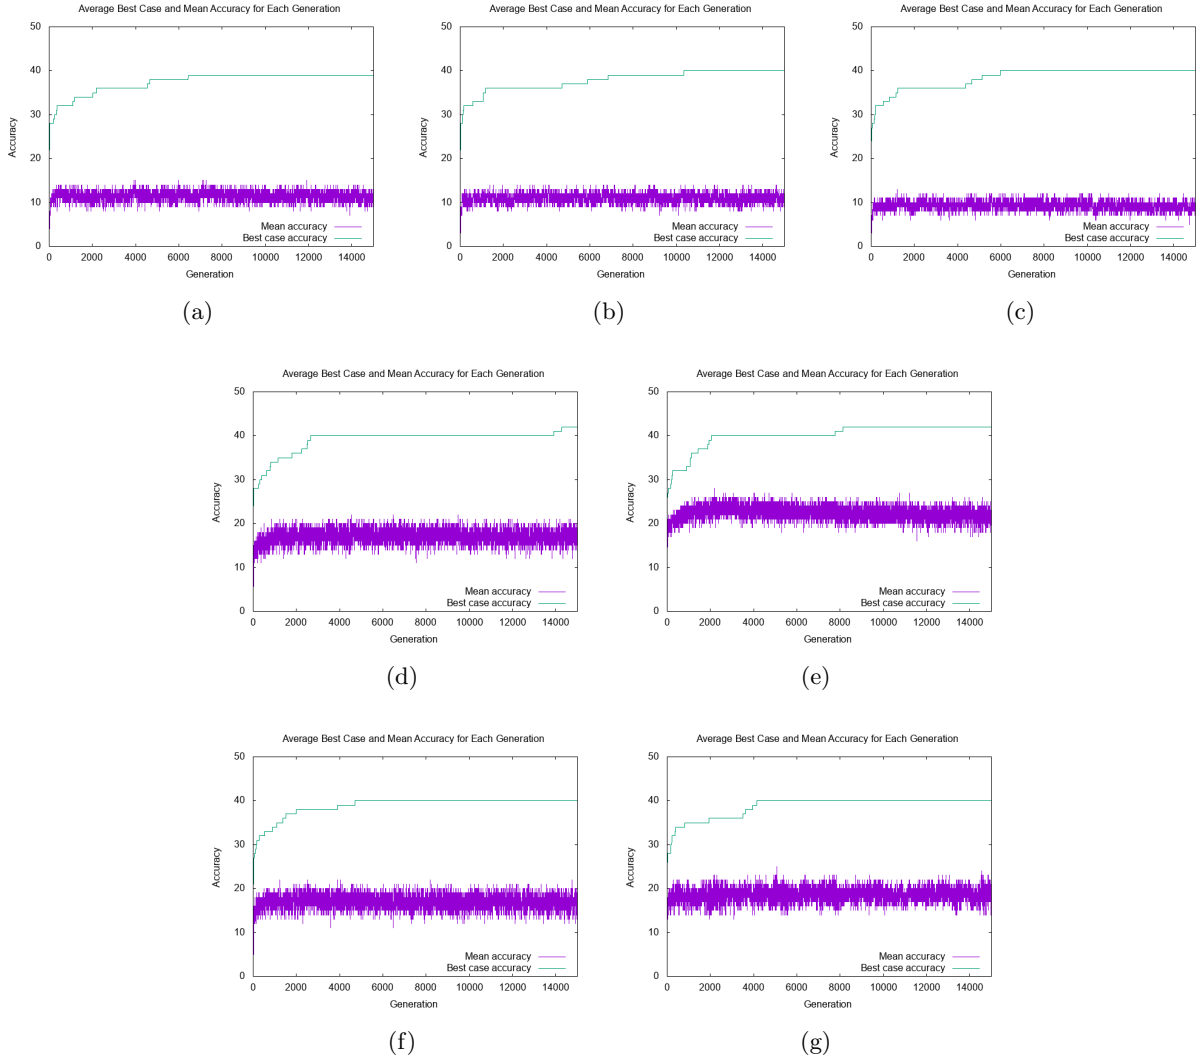 Average Best Case and Mean Accuracy for Each Generation
50
40
30
20
10
0
Accuracy
0 2000 4000 6000 8000 10000 12000 14000
Generation
Mean accuracy
Best case accuracy
(a)
Average Best Case and Mean Accuracy for Each Generation
50
40
30
20
10
0
Accuracy
0 2000 4000 6000 8000 10000 12000 14000
Generation
Mean accuracy
Best case accuracy
(b)
Average Best Case and Mean Accuracy for Each Generation
50
40
30
20
10
0
Accuracy
0 2000 4000 6000 8000 10000 12000 14000
Generation
Mean accuracy
Best case accuracy
(c)
Average Best Case and Mean Accuracy for Each Generation
50
40
30
20
10
0
Accuracy
0 2000 4000 6000 8000 10000 12000 14000
Generation
Mean accuracy
Best case accuracy
(d)
Average Best Case and Mean Accuracy for Each Generation
50
40
30
20
10
0
Accuracy
0 2000 4000 6000 8000 10000 12000 14000
Generation
Mean accuracy
Best case accuracy
(e)
Average Best Case and Mean Accuracy for Each Generation
50
40
30
20
10
0
Accuracy
0 2000 4000 6000 8000 10000 12000 14000
Generation
Mean accuracy
Best case accuracy
(f)
Average Best Case and Mean Accuracy for Each Generation
50
40
30
20
10
0
Accuracy
0 2000 4000 6000 8000 10000 12000 14000
Generation
Mean accuracy
Best case accuracy
(g)